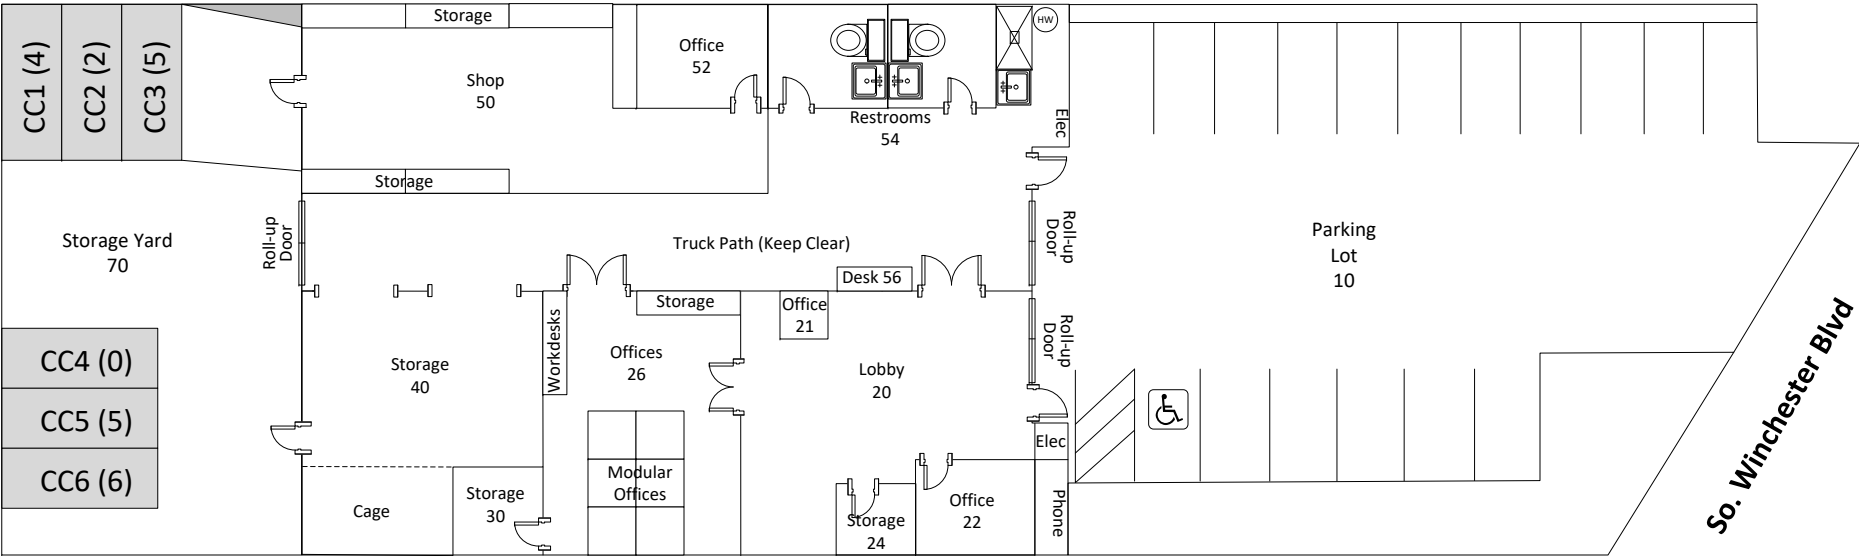 CC1 (4)
CC2 (2)
CC3 (5)
Storage
Shop
50
Storage
Office
52
HW
Restrooms
54
Elec
Storage Yard
70
Roll-up
Door
Truck Path (Keep Clear)
Desk 56
Roll-up
Door
Parking
Lot
10
CC4 (0)
CC5 (5)
CC6 (6)
Storage
40
Workdesks
Storage
Offices
26
Office
21
Lobby
20
Roll-up
Door
Elec
Cage
Storage
30
Modular
Offices
Storage
24
Office
22
Phone
So. Winchester Blvd